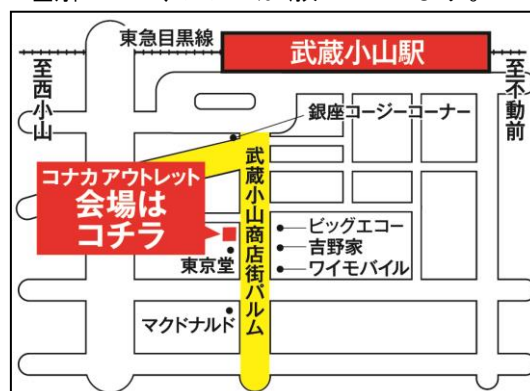 東急目黒線
武蔵小山駅
至西小山
至不動前
銀座コージーコーナー
コナカアウトレット
会場は
コチラ
武蔵小山商店街パルム
ビッグエコー
吉野家
ワイモバイル
東京堂
マクドナルド